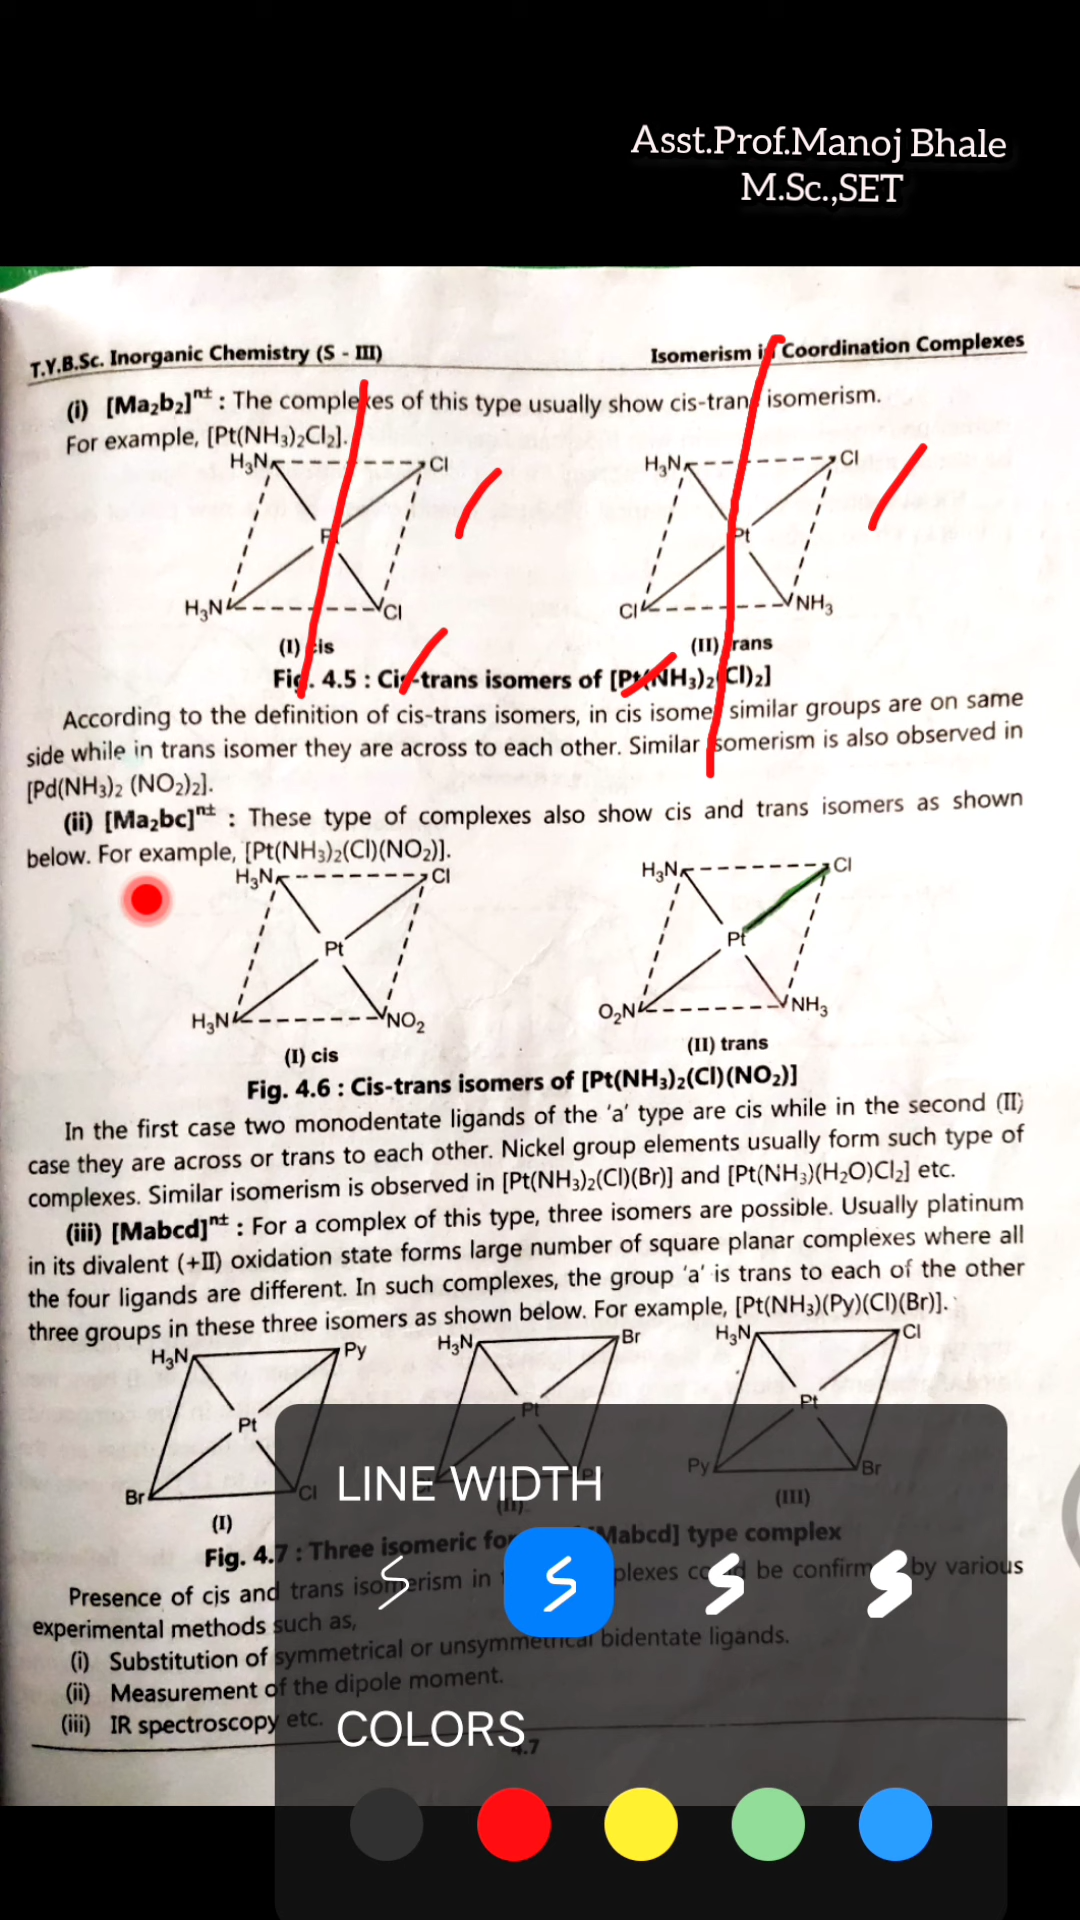 Asst.Prof.Manoj Bhale
M.Sc.,SET
T.Y.B.Sc. Inorganic Chemistry (S - III)
Isomerism in Coordination Complexes
(i) [Ma₂b₂]ⁿ± : The complexes of this type usually show cis-trans isomerism.
For example, [Pt(NH₃)₂Cl₂].
H₃N Cl H₃N Cl
Pt Pt
H₃N Cl Cl NH₃
(I) cis (II) trans
Fig. 4.5 : Cis-trans isomers of [Pt(NH₃)₂(Cl)₂]
According to the definition of cis-trans isomers, in cis isomer similar groups are on same
side while in trans isomer they are across to each other. Similar isomerism is also observed in
[Pd(NH₃)₂ (NO₂)₂].
(ii) [Ma₂bc]ⁿ± : These type of complexes also show cis and trans isomers as shown
below. For example, [Pt(NH₃)₂(Cl)(NO₂)].
H₃N Cl H₃N Cl
Pt Pt
H₃N NO₂ O₂N NH₃
(I) cis (II) trans
Fig. 4.6 : Cis-trans isomers of [Pt(NH₃)₂(Cl)(NO₂)]
In the first case two monodentate ligands of the 'a' type are cis while in the second (II)
case they are across or trans to each other. Nickel group elements usually form such type of
complexes. Similar isomerism is observed in [Pt(NH₃)₂(Cl)(Br)] and [Pt(NH₃)(H₂O)Cl₂] etc.
(iii) [Mabcd]ⁿ± : For a complex of this type, three isomers are possible. Usually platinum
in its divalent (+II) oxidation state forms large number of square planar complexes where all
the four ligands are different. In such complexes, the group 'a' is trans to each of the other
three groups in these three isomers as shown below. For example, [Pt(NH₃)(Py)(Cl)(Br)].
H₃N Py H₃N Br H₃N Cl
Pt Pt Pt
Br Cl Py Br
(I) (II) (III)
LINE WIDTH
Fig. 4.7 : Three isomeric [Mabcd] type complex
Presence of cis and trans isomerism in complexes could be confirmed by various
experimental methods such as,
(i) Substitution of symmetrical or unsymmetrical bidentate ligands.
(ii) Measurement of the dipole moment.
(iii) IR spectroscopy etc.
COLORS
4.7